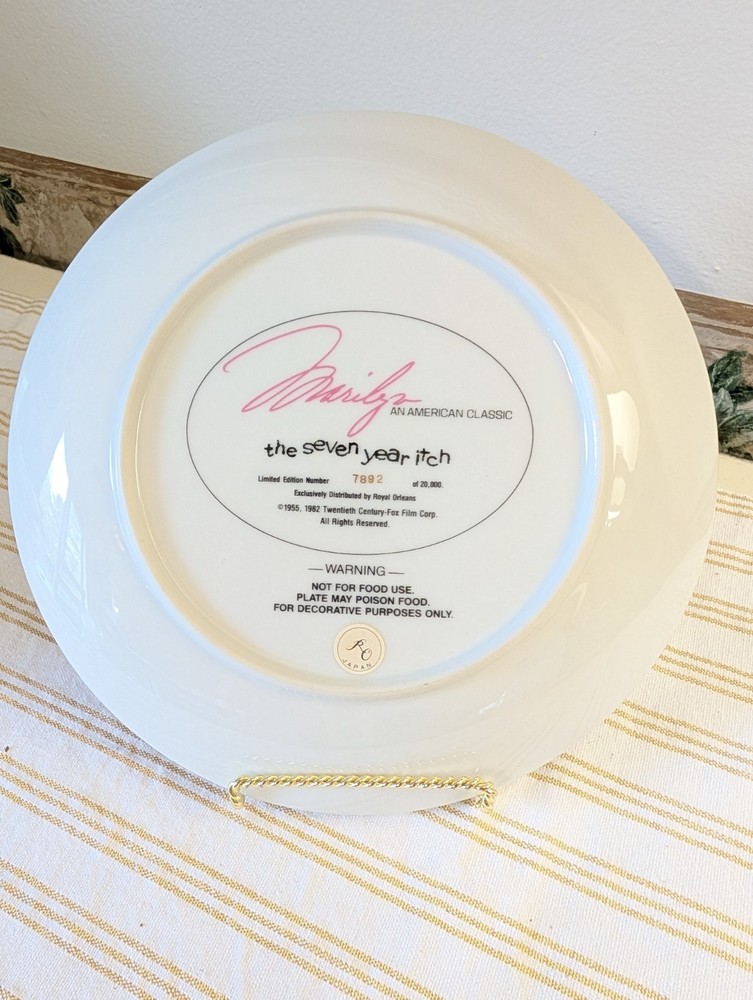 Marilyn
AN AMERICAN CLASSIC
the seven year itch
Limited Edition Number 7892 of 20,000.
Exclusively Distributed by Royal Orleans
©1955, 1982 Twentieth Century-Fox Film Corp.
All Rights Reserved.
—WARNING—
NOT FOR FOOD USE.
PLATE MAY POISON FOOD.
FOR DECORATIVE PURPOSES ONLY.
RO
JAPAN